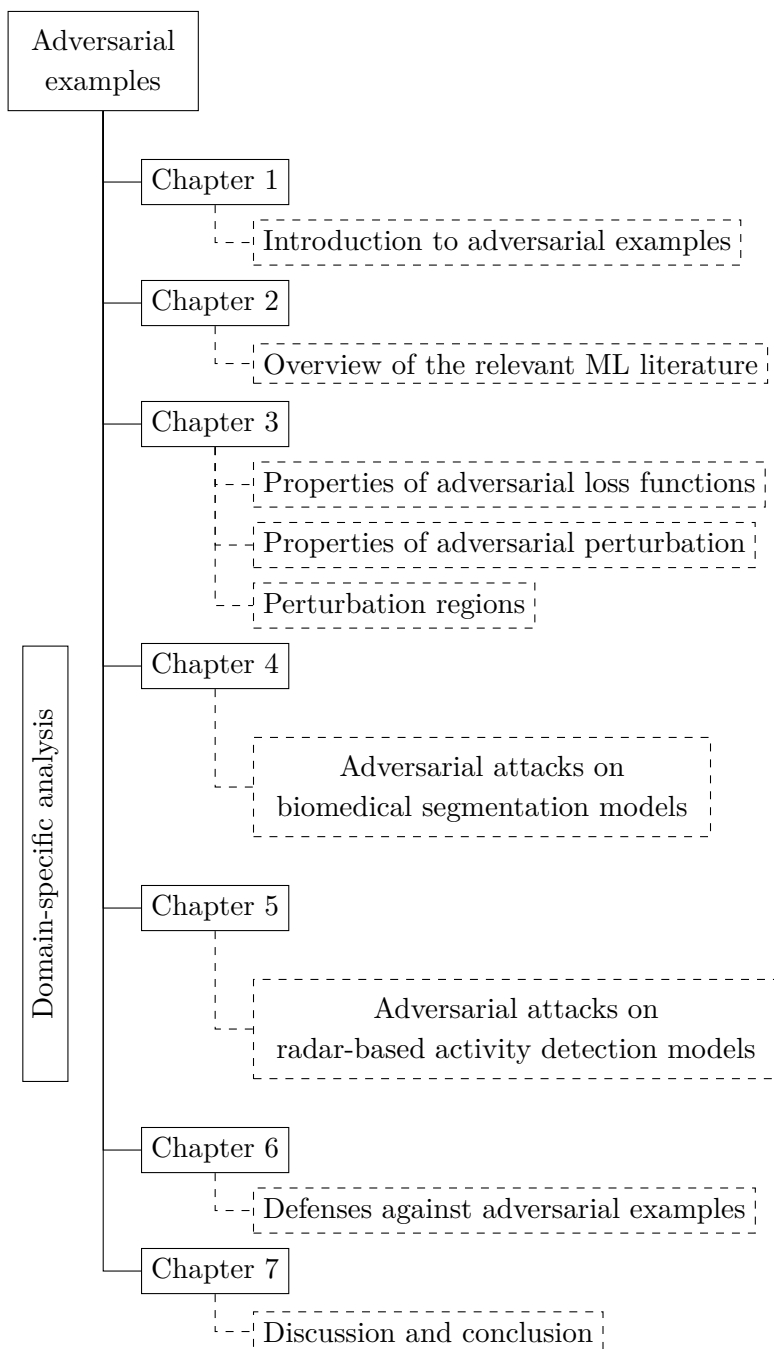 Adversarial
examples
Chapter 1
Introduction to adversarial examples
Chapter 2
Overview of the relevant ML literature
Chapter 3
Properties of adversarial loss functions
Properties of adversarial perturbation
Perturbation regions
Domain-specific analysis
Chapter 4
Adversarial attacks on
biomedical segmentation models
Chapter 5
Adversarial attacks on
radar-based activity detection models
Chapter 6
Defenses against adversarial examples
Chapter 7
Discussion and conclusion